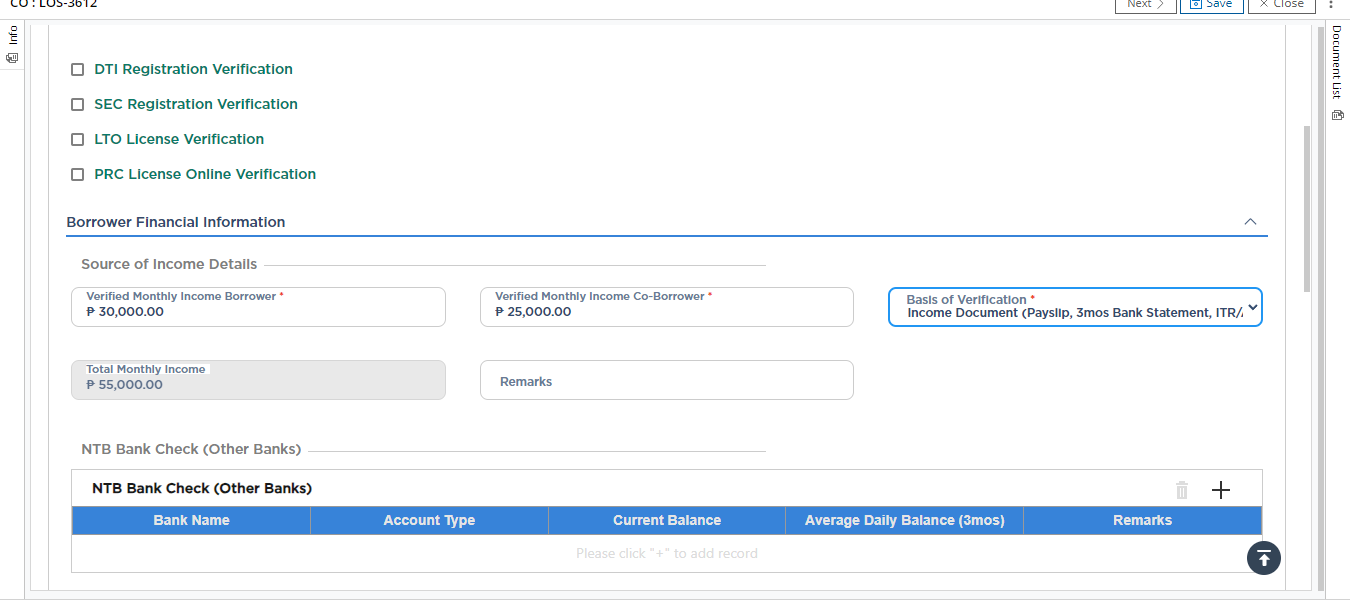 CO : LOS-3612
Next
Save
Close
Info
Document List
DTI Registration Verification
SEC Registration Verification
LTO License Verification
PRC License Online Verification
Borrower Financial Information
Source of Income Details
Verified Monthly Income Borrower *
₱ 30,000.00
Verified Monthly Income Co-Borrower *
₱ 25,000.00
Basis of Verification *
Income Document (Payslip, 3mos Bank Statement, ITR/
Total Monthly Income
₱ 55,000.00
Remarks
NTB Bank Check (Other Banks)
NTB Bank Check (Other Banks)
Bank Name Account Type Current Balance Average Daily Balance (3mos) Remarks
Please click "+" to add record